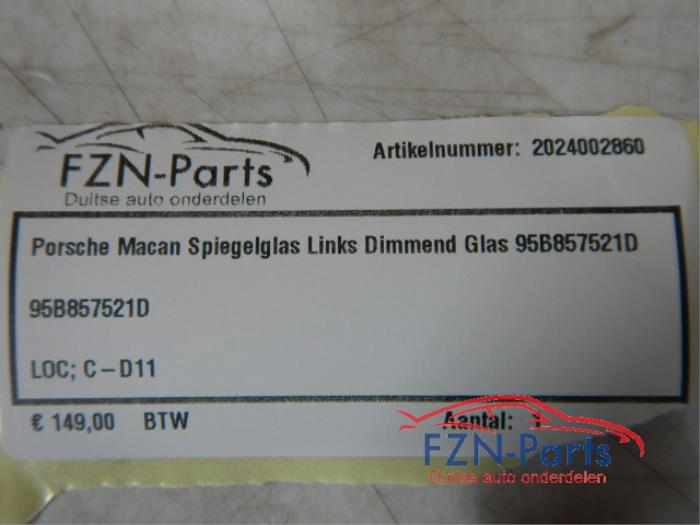 FZN-Parts
Duitse auto onderdelen
Artikelnummer: 2024002860
Porsche Macan Spiegelglas Links Dimmend Glas 95B857521D
95B857521D
LOC; C-D11
€ 149,00 BTW
Aantal: 1
FZN-Parts
Duitse auto onderdelen